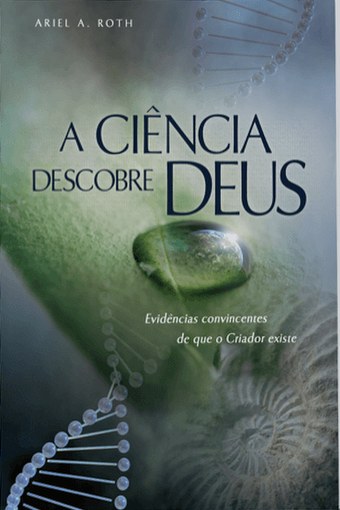 ARIEL A. ROTH
A CIÊNCIA
DESCOBRE DEUS
Evidências convincentes
de que o Criador existe